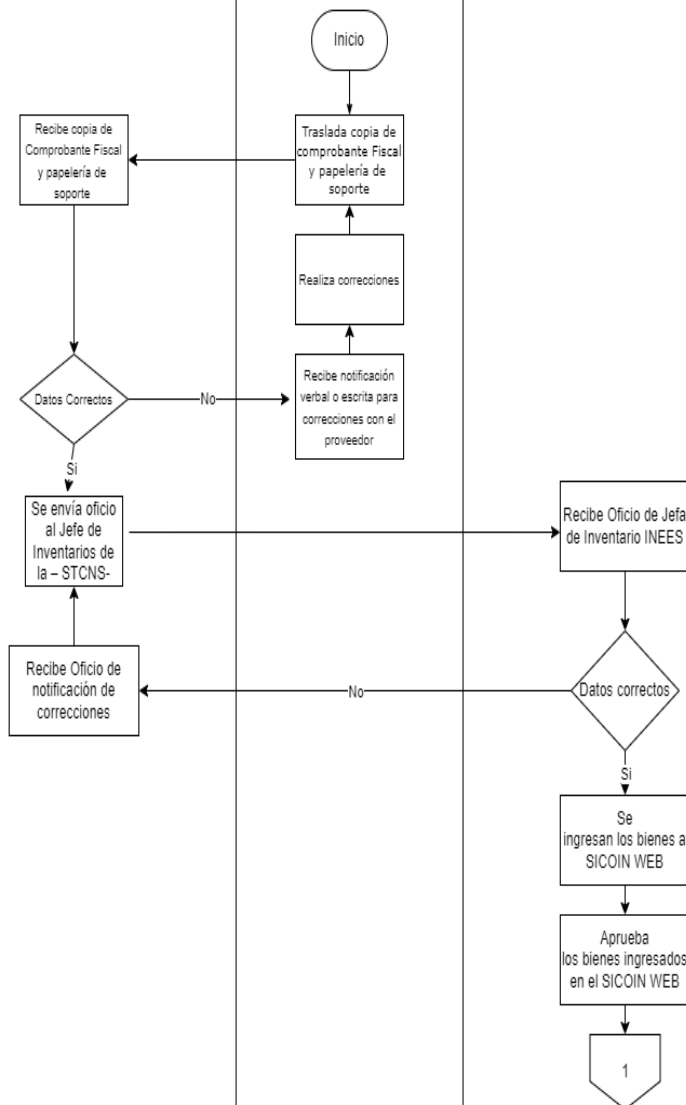 Inicio
Traslada copia de
comprobante Fiscal
y papelería de
soporte
Recibe copia de
Comprobante Fiscal
y papelería de
soporte
Realiza correcciones
Recibe notificación
verbal o escrita para
correcciones con el
proveedor
Datos Correctos
No
Si
Se envía oficio
al Jefe de
Inventarios de
la – STCNS-
Recibe Oficio de Jefa
de Inventario INEES
Recibe Oficio de
notificación de
correcciones
No
Datos correctos
Si
Se
ingresan los bienes a
SICOIN WEB
Aprueba
los bienes ingresados
en el SICOIN WEB
1